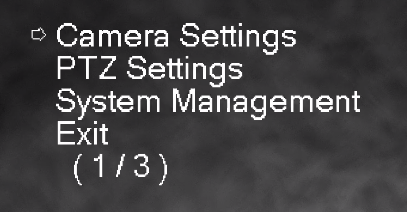 ⇨ Camera Settings
PTZ Settings
System Management
Exit
( 1 / 3 )